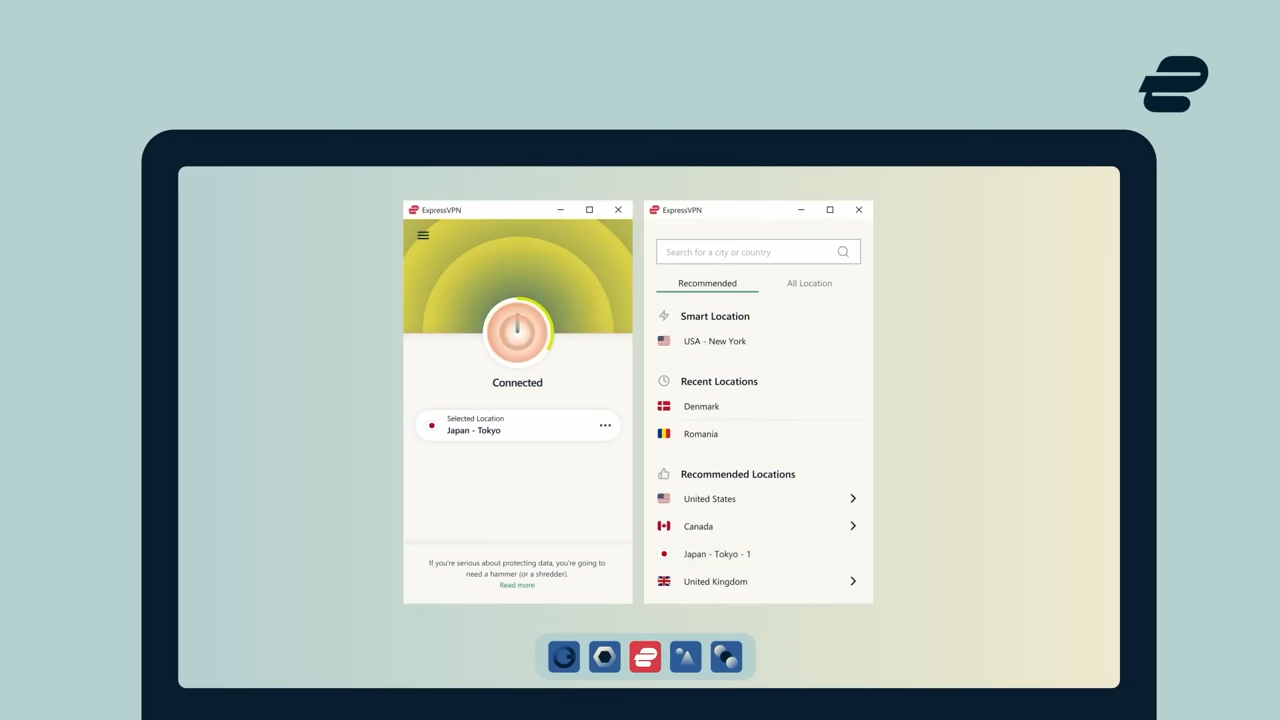 ExpressVPN
Connected
Selected Location
Japan - Tokyo
If you're serious about protecting data, you're going to
need a hammer (or a shredder).
Read more
ExpressVPN
Search for a city or country
Recommended
All Location
Smart Location
USA - New York
Recent Locations
Denmark
Romania
Recommended Locations
United States
Canada
Japan - Tokyo - 1
United Kingdom